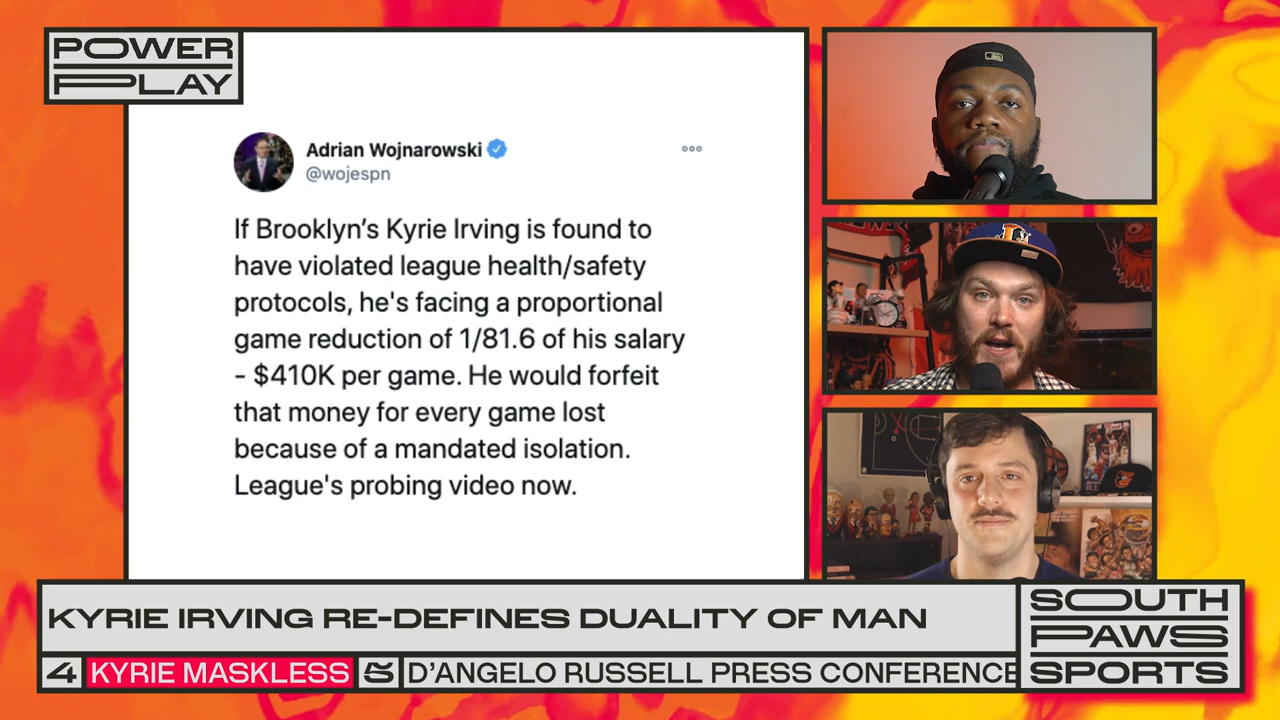 POWER
PLAY
Adrian Wojnarowski
@wojespn
If Brooklyn’s Kyrie Irving is found to
have violated league health/safety
protocols, he's facing a proportional
game reduction of 1/81.6 of his salary
- $410K per game. He would forfeit
that money for every game lost
because of a mandated isolation.
League's probing video now.
KYRIE IRVING RE-DEFINES DUALITY OF MAN
4 KYRIE MASKLESS 5 D’ANGELO RUSSELL PRESS CONFERENCE
SOUTH
PAWS
SPORTS